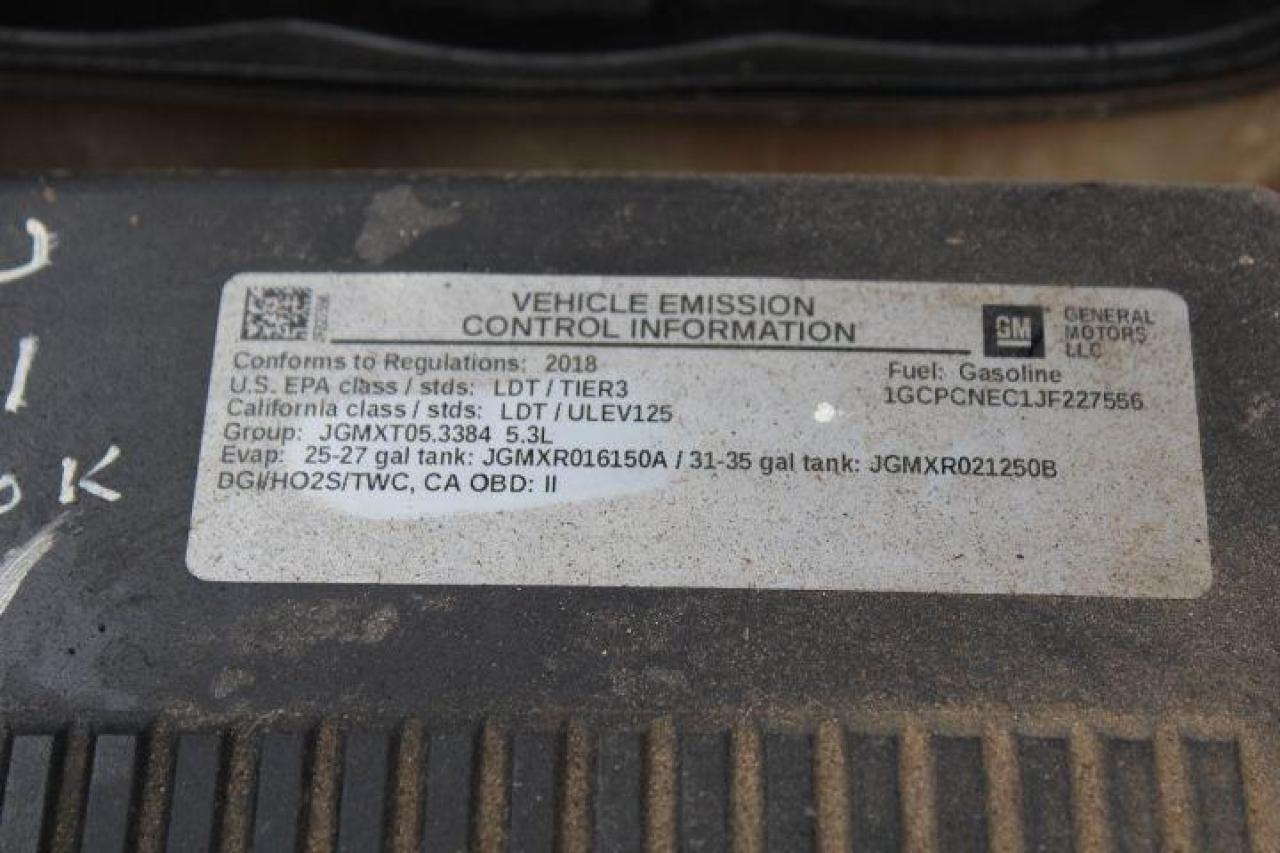 VEHICLE EMISSION
CONTROL INFORMATION
GM
GENERAL
MOTORS
LLC
Conforms to Regulations: 2018
Fuel: Gasoline
U.S. EPA class / stds: LDT / TIER3
1GCPCNEC1JF227556
California class / stds: LDT / ULEV125
Group: JGMXT05.3384 5.3L
Evap: 25-27 gal tank: JGMXR016150A / 31-35 gal tank: JGMXR021250B
DGI/HO2S/TWC, CA OBD: II
K